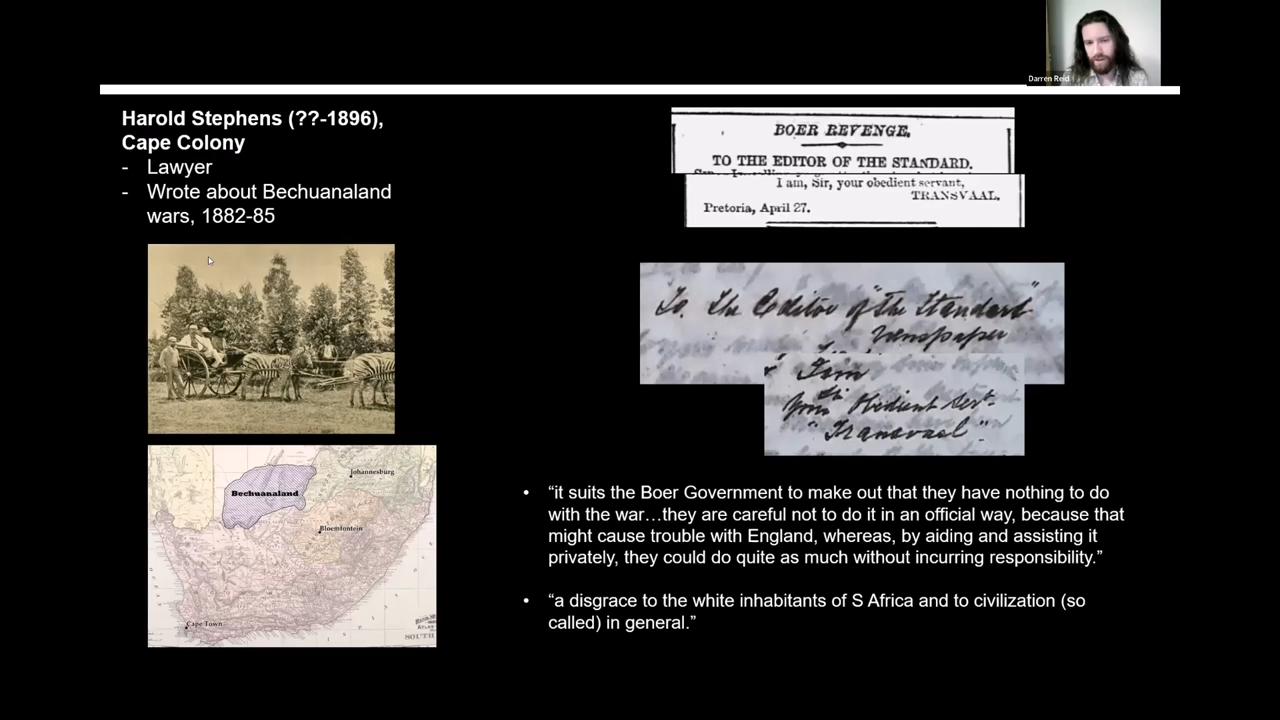 Darren Reid
Harold Stephens (??-1896),
Cape Colony
- Lawyer
- Wrote about Bechuanaland
wars, 1882-85
Bechuanaland
Johannesburg
Bloemfontein
Cape Town
SOUTH
BOER REVENGE.
TO THE EDITOR OF THE STANDARD.
I am, Sir, your obedient servant,
TRANSVAAL.
Pretoria, April 27.
To The Editor of "The Standard"
Newspaper
I am
Sir
Your Obedient Servt.
"Transvaal"
• “it suits the Boer Government to make out that they have nothing to do
with the war…they are careful not to do it in an official way, because that
might cause trouble with England, whereas, by aiding and assisting it
privately, they could do quite as much without incurring responsibility.”
• “a disgrace to the white inhabitants of S Africa and to civilization (so
called) in general.”